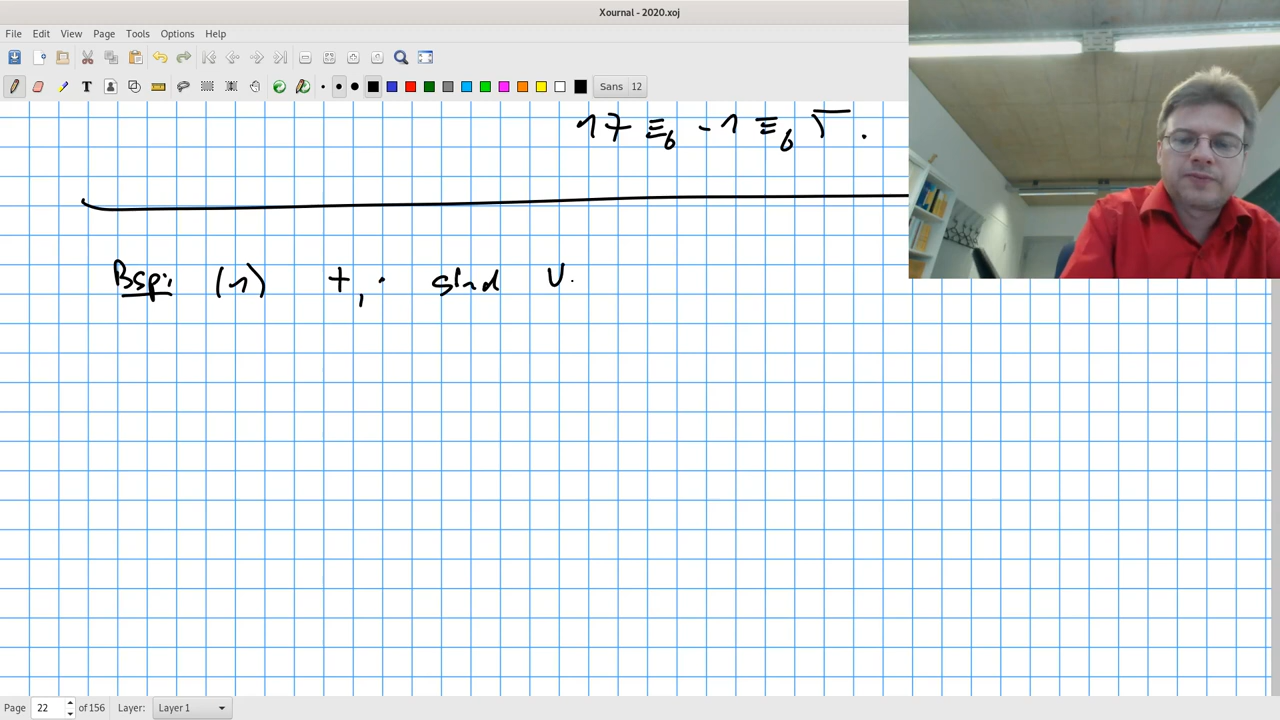 Xournal - 2020.xoj
File Edit View Page Tools Options Help
T Sans 12
17 ≡₆ -1 ≡₆
Bsp: (1) +, · sind V.
Page 22 of 156 Layer: Layer 1